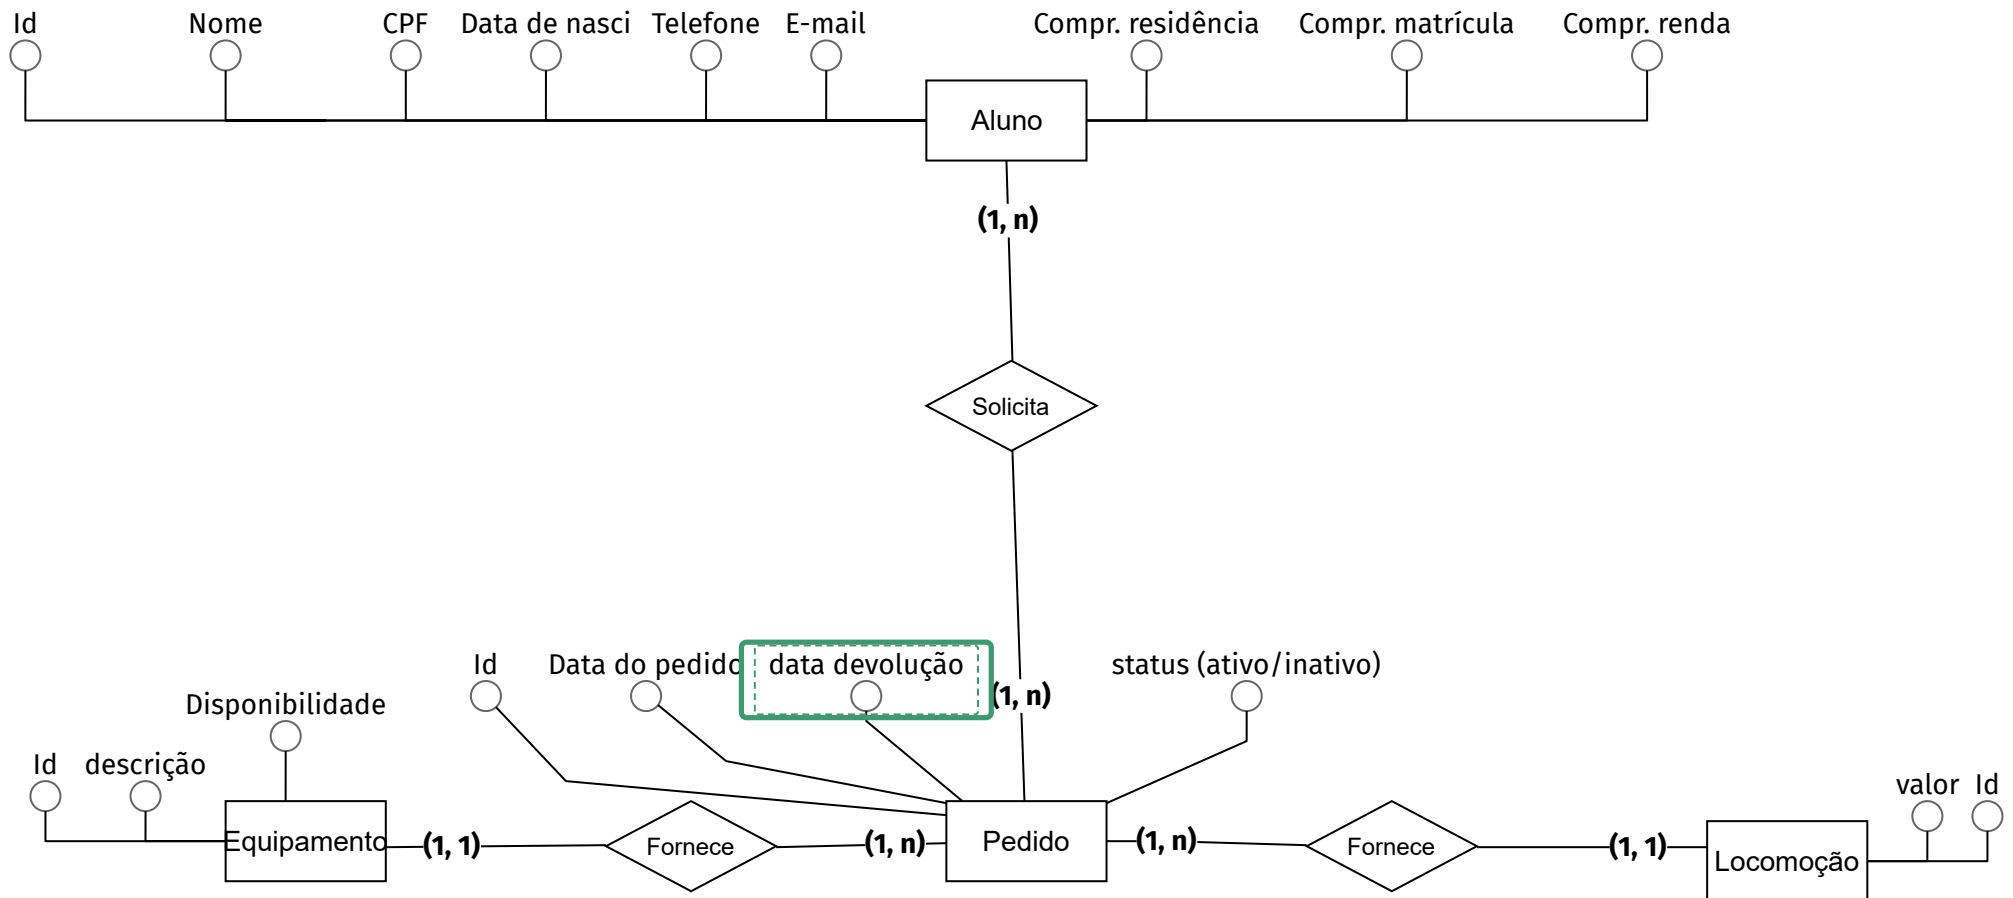 Id
Nome
CPF
Data de nasci
Telefone
E-mail
Compr. residência
Compr. matrícula
Compr. renda
Aluno
(1, n)
Solicita
(1, n)
Id
Data do pedido
data devolução
status (ativo/inativo)
Disponibilidade
Id
descrição
valor
Id
Equipamento
(1, 1)
Fornece
(1, n)
Pedido
(1, n)
Fornece
(1, 1)
Locomoção